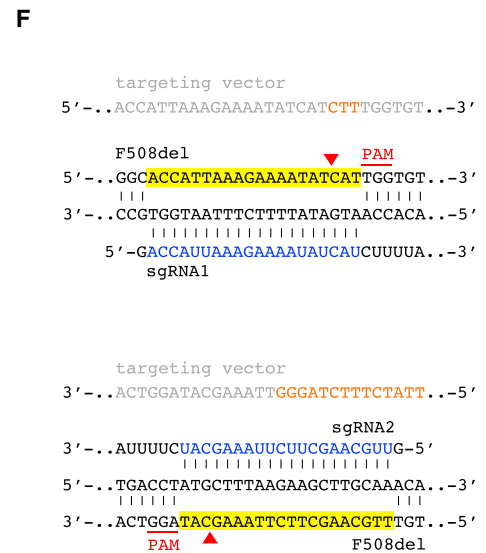 F
targeting vector
5′–..ACCATTAAAGAAAATATCATCTTTGGTGT..–3′
F508del PAM
5′–..GGCACCATTAAAGAAAATATCATTGGTGT..–3′
3′–..CCGTGGTAATTTCTTTTATAGTAACCACA..–3′
5′–GACCAUUAAAGAAAAUAUCAUCUUUUA..–3′
sgRNA1
targeting vector
3′–..ACTGGATACGAAATTGGGATCTTTCTATT..–5′
sgRNA2
3′–..AUUUUCUACGAAAUUCUUCGAACGUUG–5′
5′–..TGACCTATGCTTTAAGAAGCTTGCAAACA..–3′
3′–..ACTGGATACGAAATTCTTCGAACGTTTGT..–5′
PAM F508del